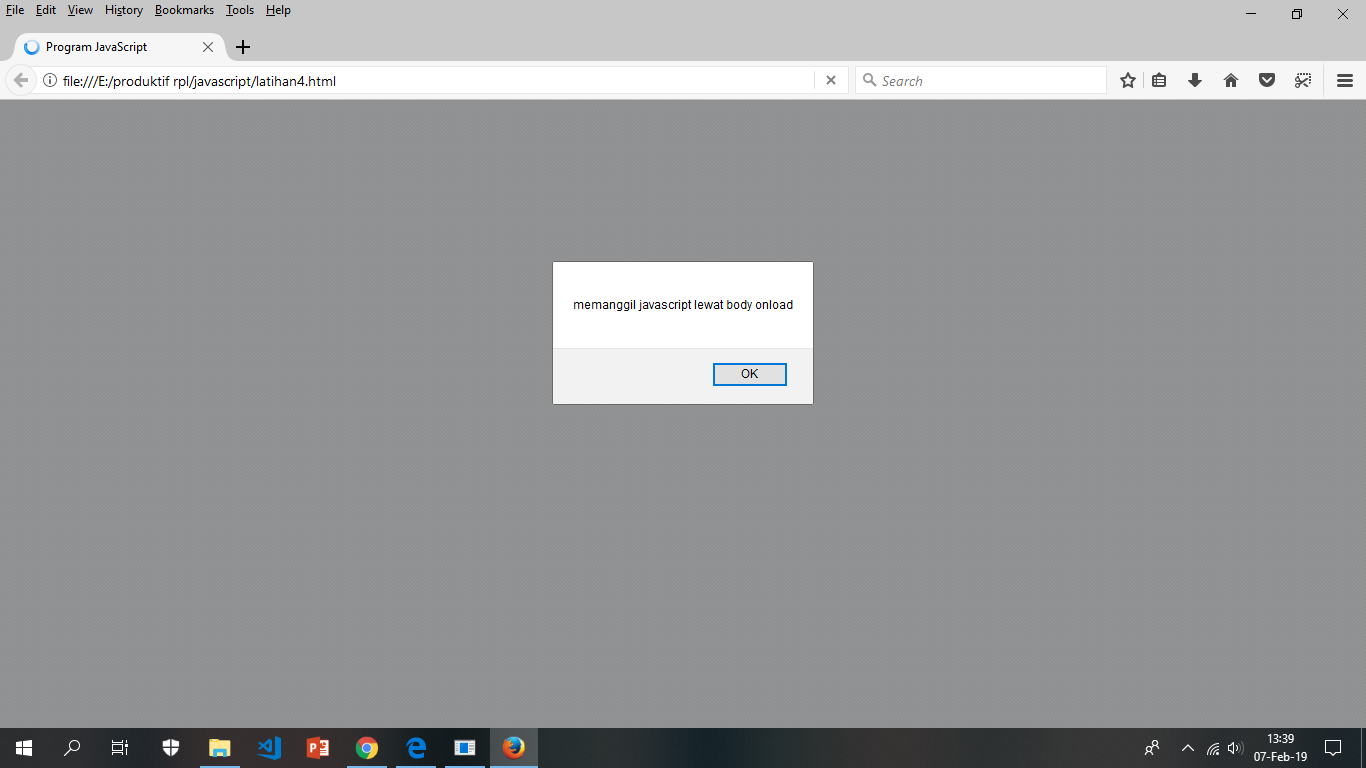 File Edit View History Bookmarks Tools Help
Program JavaScript
file:///E:/produktif rpl/javascript/latihan4.html
Search
memanggil javascript lewat body onload
OK
13:39
07-Feb-19